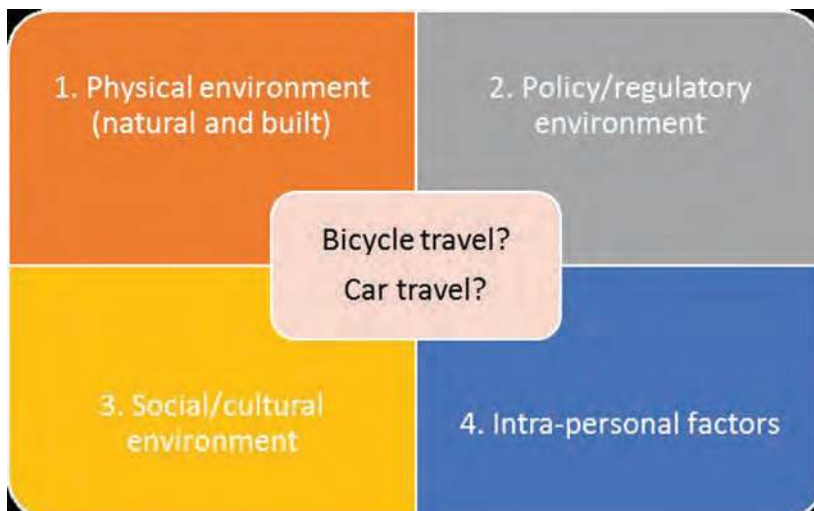 1. Physical environment
(natural and built)
2. Policy/regulatory
environment
Bicycle travel?
Car travel?
3. Social/cultural
environment
4. Intra-personal factors